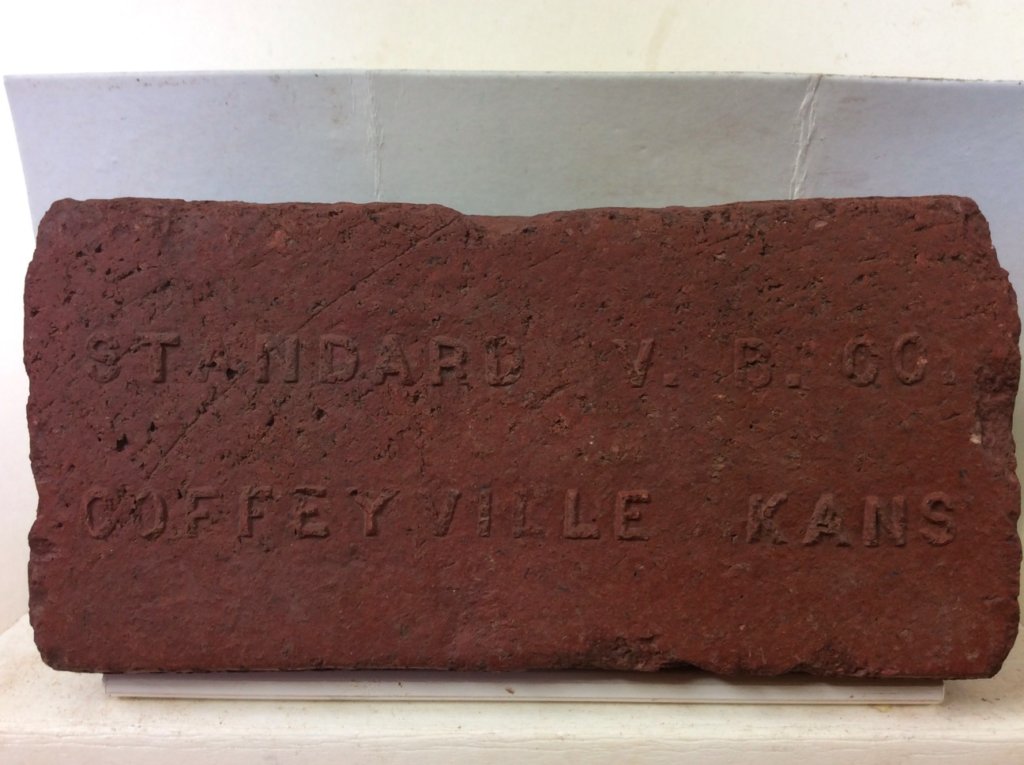 STANDARD V. B. CO.
COFFEYVILLE KANS